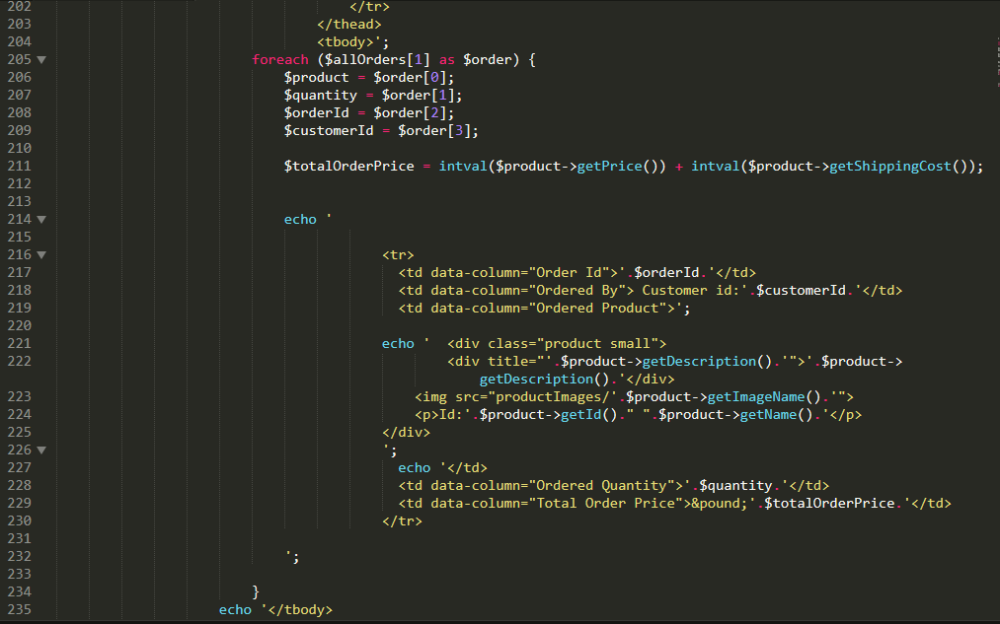 202 </tr>
203 </thead>
204 <tbody>';
205 foreach ($allOrders[1] as $order) {
206 $product = $order[0];
207 $quantity = $order[1];
208 $orderId = $order[2];
209 $customerId = $order[3];
210
211 $totalOrderPrice = intval($product->getPrice()) + intval($product->getShippingCost());
212
213
214 echo '
215
216 <tr>
217 <td data-column="Order Id">'.$orderId.'</td>
218 <td data-column="Ordered By"> Customer id:'.$customerId.'</td>
219 <td data-column="Ordered Product">';
220
221 echo '  <div class="product small">
222 <div title="'.$product->getDescription().'">'.$product->
getDescription().'</div>
223 <img src="productImages/'.$product->getImageName().'">
224 <p>Id:'.$product->getId()." ".$product->getName().'</p>
225 </div>
226 ';
227 echo '</td>
228 <td data-column="Ordered Quantity">'.$quantity.'</td>
229 <td data-column="Total Order Price">&pound;'.$totalOrderPrice.'</td>
230 </tr>
231
232 ';
233
234 }
235 echo '</tbody>